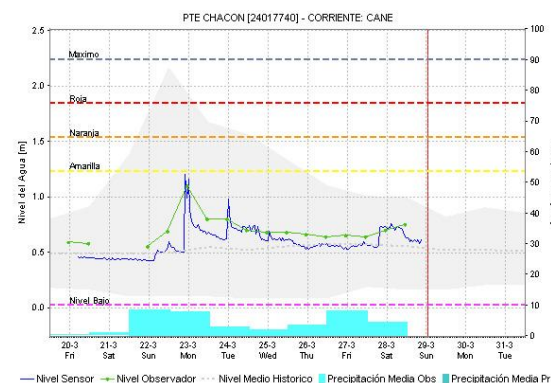 PTE CHACON [24017740] - CORRIENTE: CANE
2.5
2.0
1.5
1.0
0.5
0.0
Nivel del Agua [m]
Maximo
Roja
Naranja
Amarilla
Nivel Bajo
100
90
80
70
60
50
40
30
20
10
0
20-3 21-3 22-3 23-3 24-3 25-3 26-3 27-3 28-3 29-3 30-3 31-3
Fri Sat Sun Mon Tue Wed Thu Fri Sat Sun Mon Tue
Nivel Sensor Nivel Observador Nivel Medio Historico Precipitación Media Obs Precipitación Media Pr